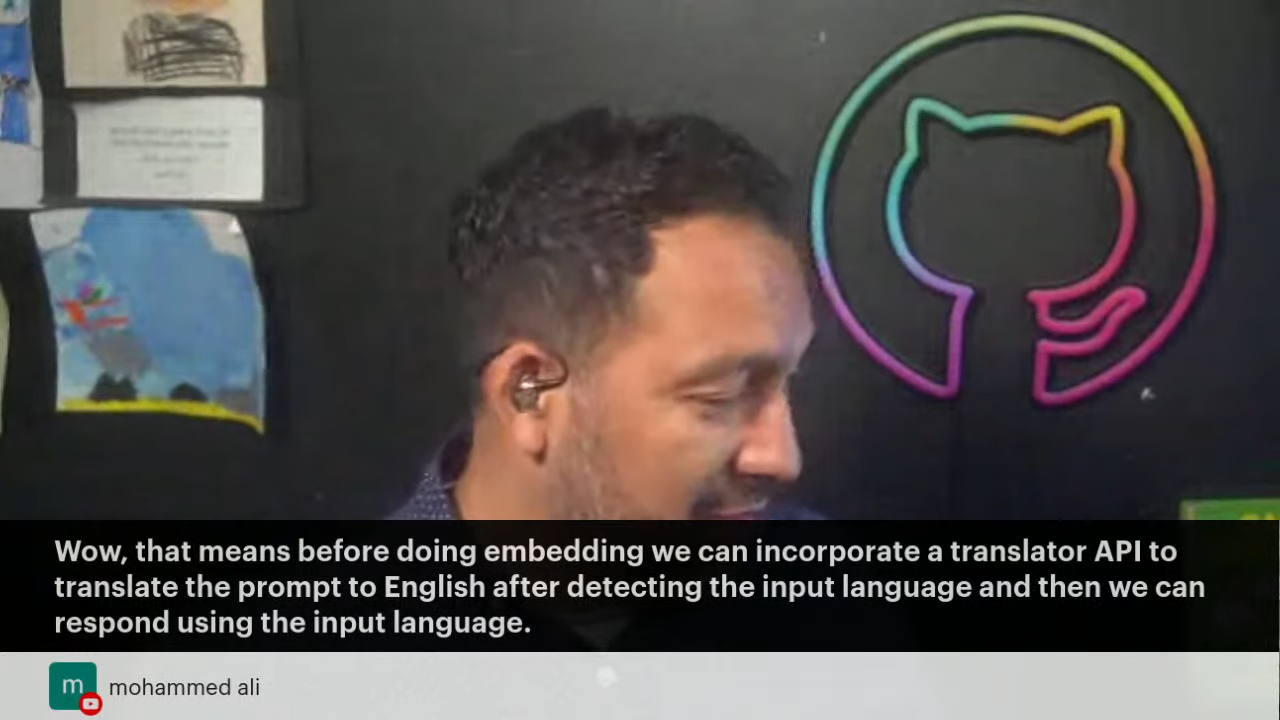 Wow, that means before doing embedding we can incorporate a translator API to
translate the prompt to English after detecting the input language and then we can
respond using the input language.
m
mohammed ali